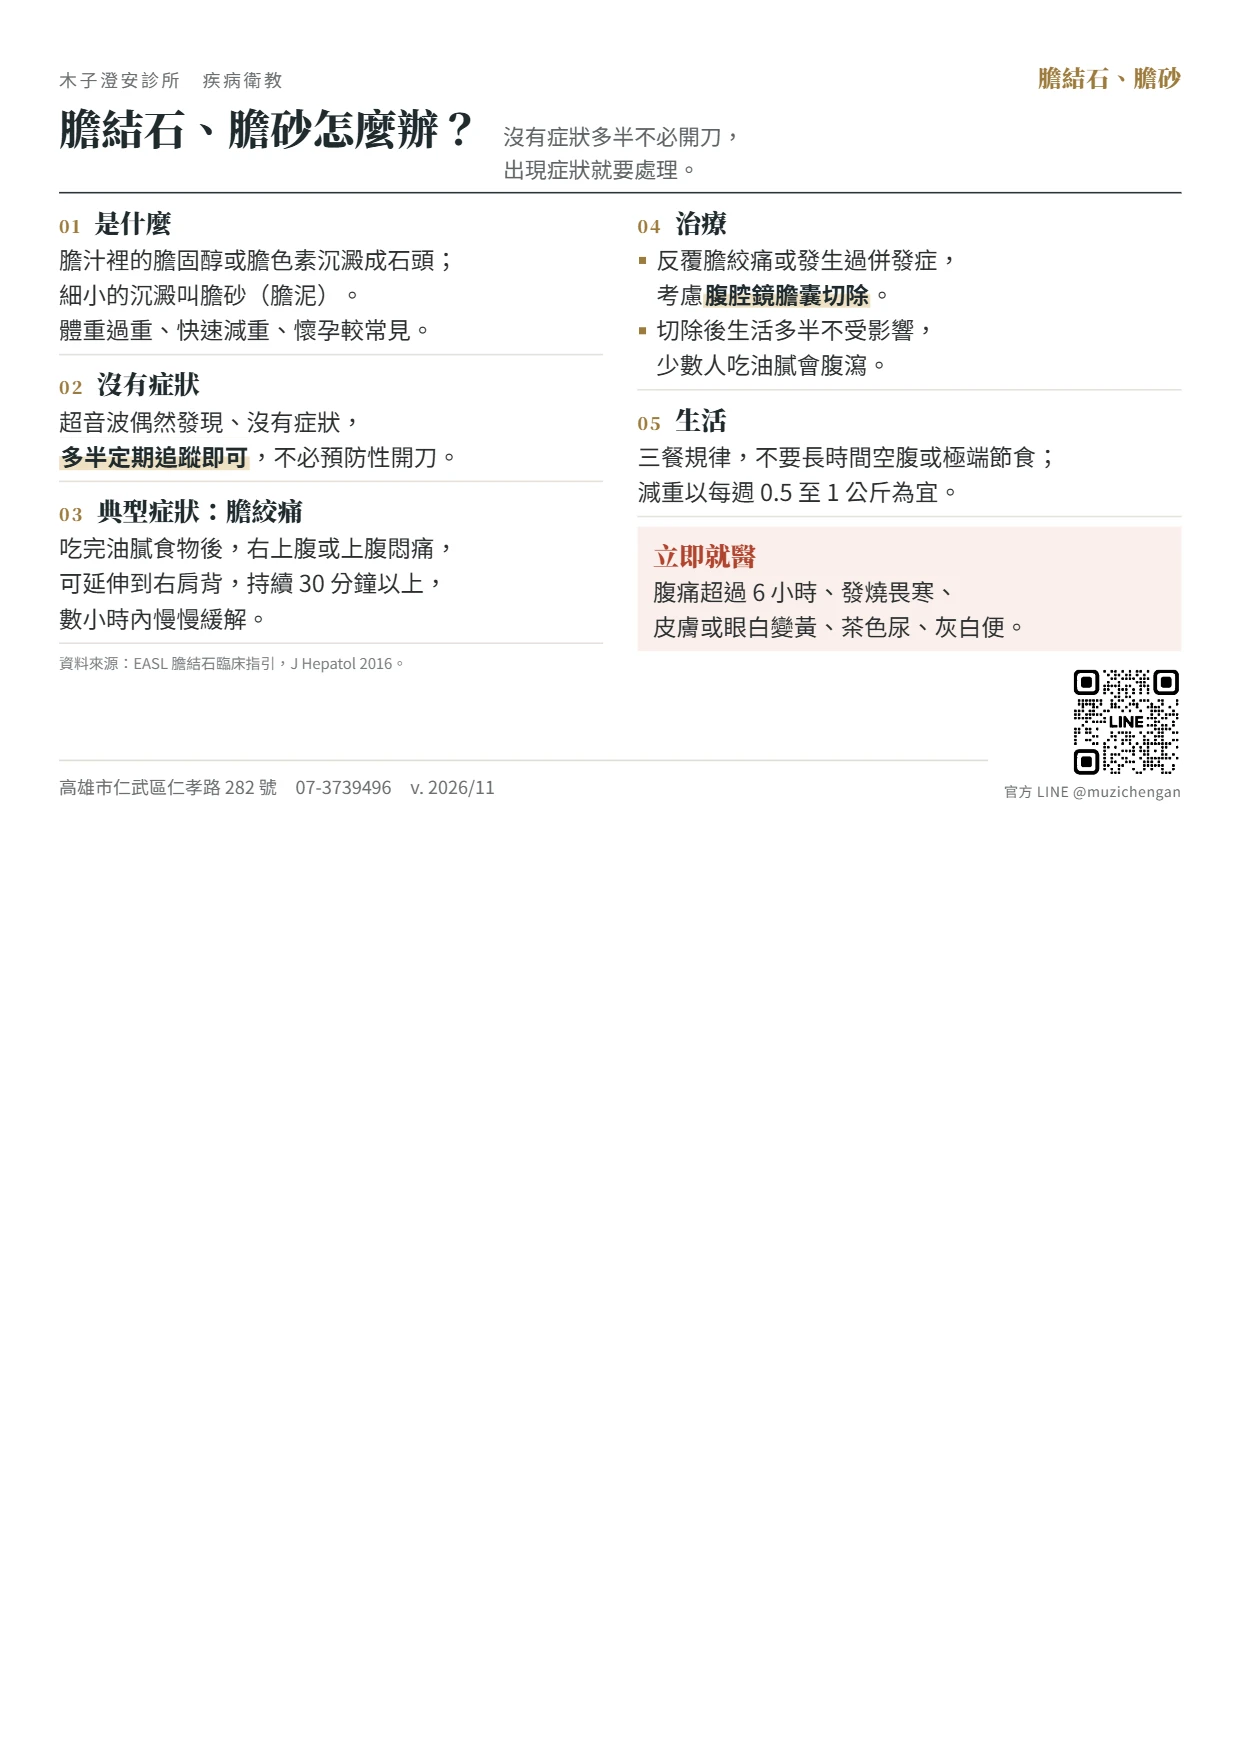 木子澄安診所 疾病衛教
膽結石、膽砂
膽結石、膽砂怎麼辦？
沒有症狀多半不必開刀，
出現症狀就要處理。
01 是什麼
膽汁裡的膽固醇或膽色素沉澱成石頭；
細小的沉澱叫膽砂（膽泥）。
體重過重、快速減重、懷孕較常見。
02 沒有症狀
超音波偶然發現、沒有症狀，
多半定期追蹤即可，不必預防性開刀。
03 典型症狀：膽絞痛
吃完油膩食物後，右上腹或上腹悶痛，
可延伸到右肩背，持續 30 分鐘以上，
數小時內慢慢緩解。
資料來源：EASL 膽結石臨床指引，J Hepatol 2016。
04 治療
▪ 反覆膽絞痛或發生過併發症，
考慮腹腔鏡膽囊切除。
▪ 切除後生活多半不受影響，
少數人吃油膩會腹瀉。
05 生活
三餐規律，不要長時間空腹或極端節食；
減重以每週 0.5 至 1 公斤為宜。
立即就醫
腹痛超過 6 小時、發燒畏寒、
皮膚或眼白變黃、茶色尿、灰白便。
LINE
高雄市仁武區仁孝路 282 號 07-3739496 v. 2026/11
官方 LINE @muzichengan